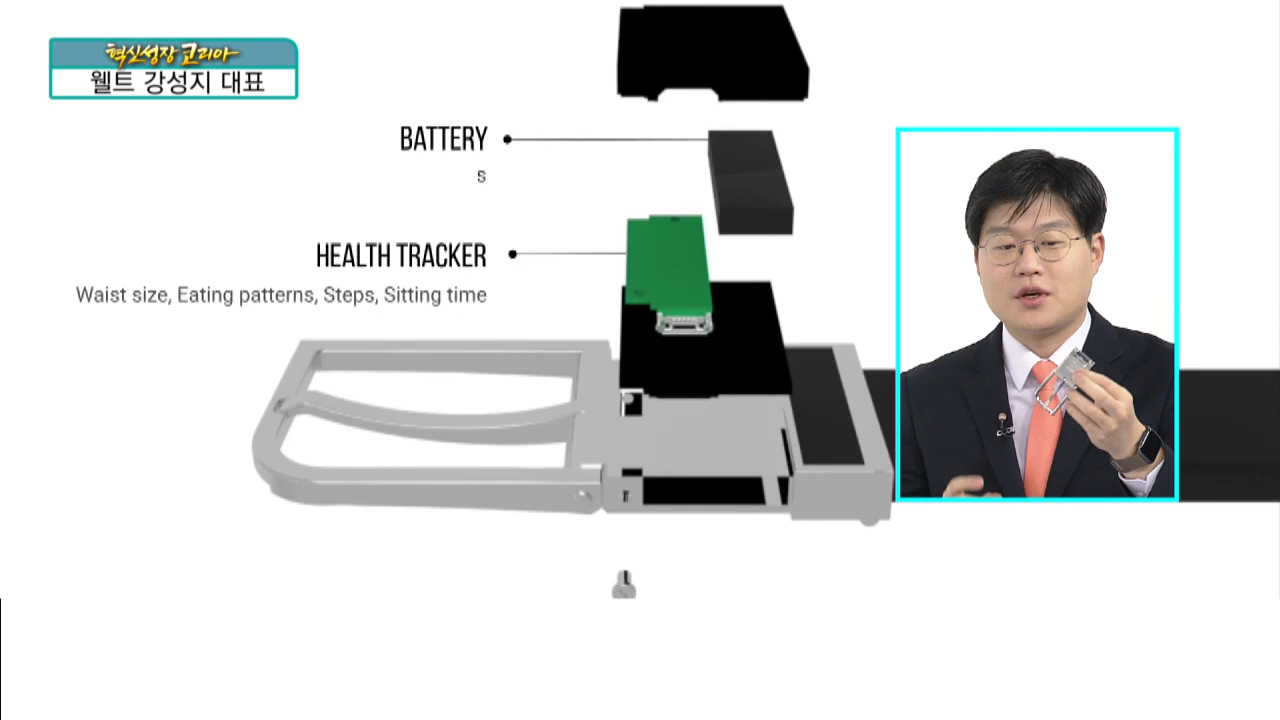 혁신성장 코리아
웰트 강성지 대표
BATTERY
s
HEALTH TRACKER
Waist size, Eating patterns, Steps, Sitting time